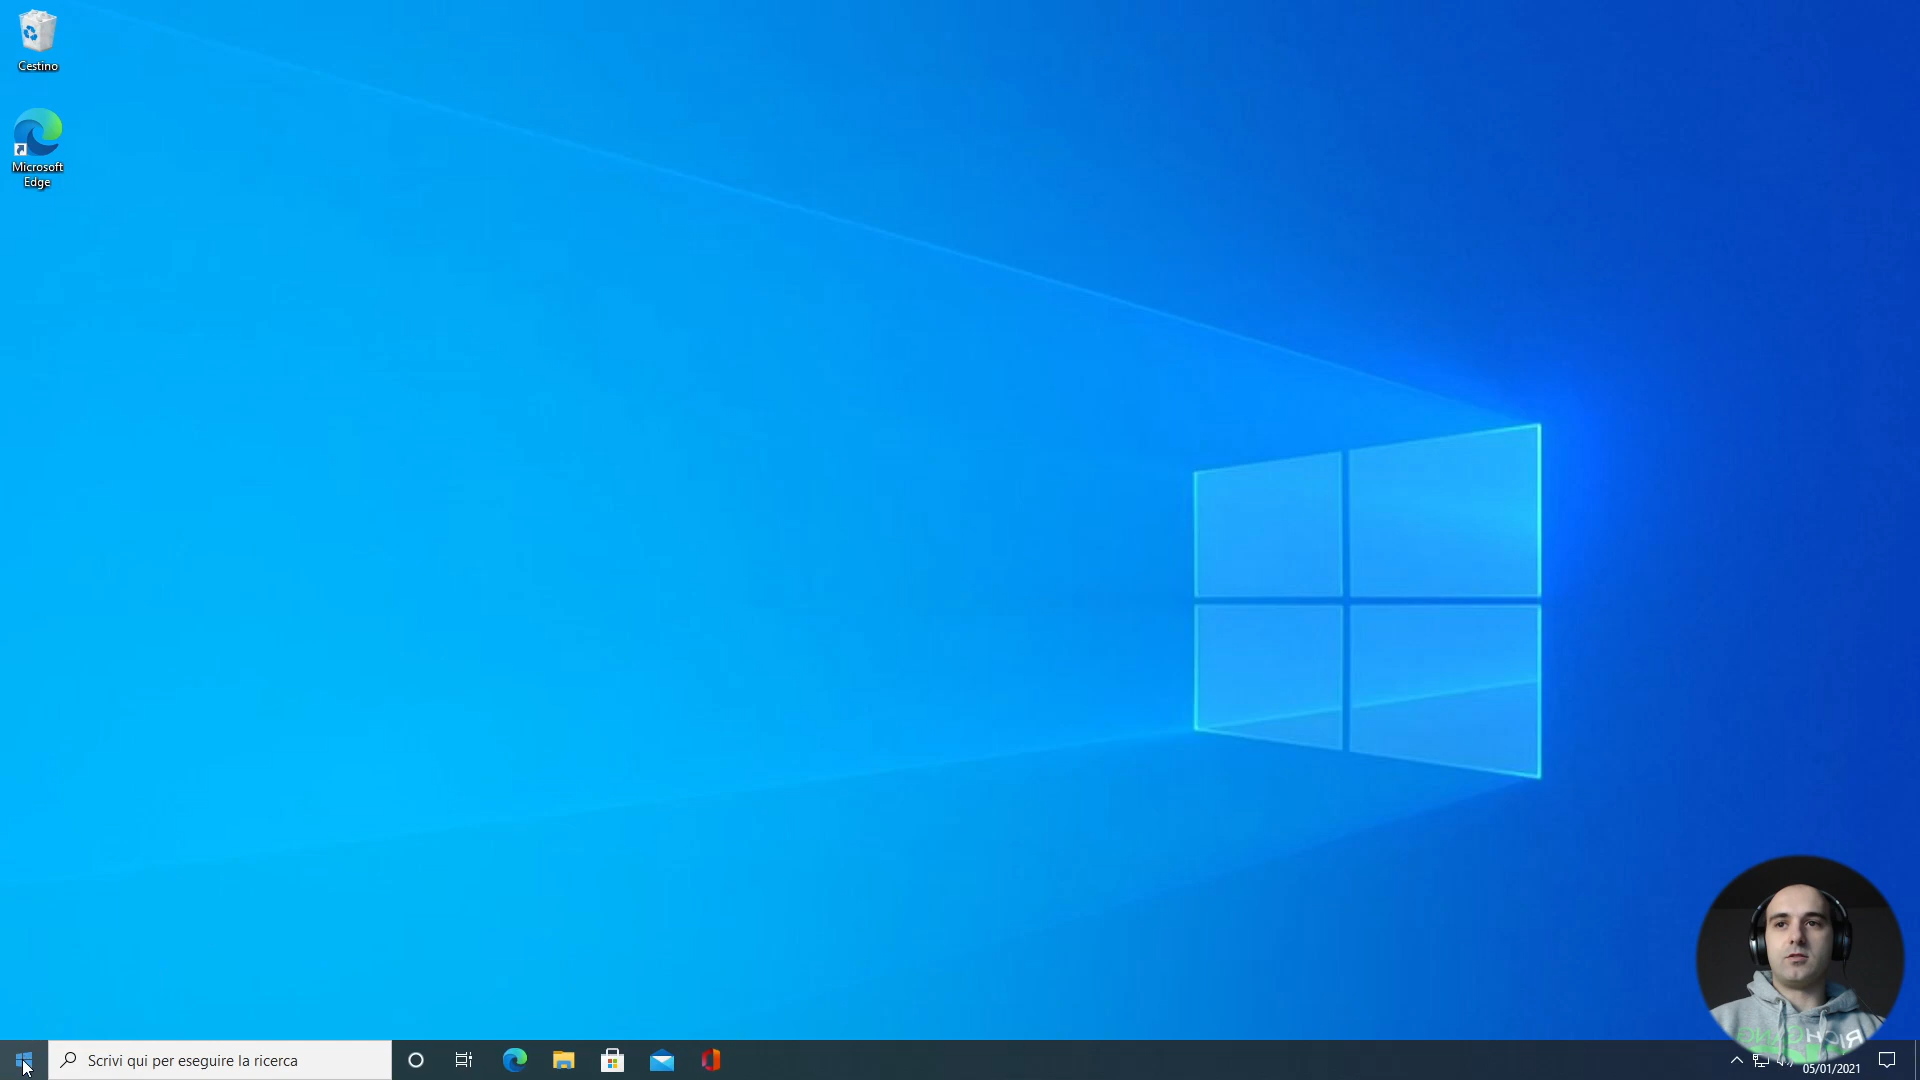 Cestino
Microsoft
Edge
Scrivi qui per eseguire la ricerca
05/01/2021